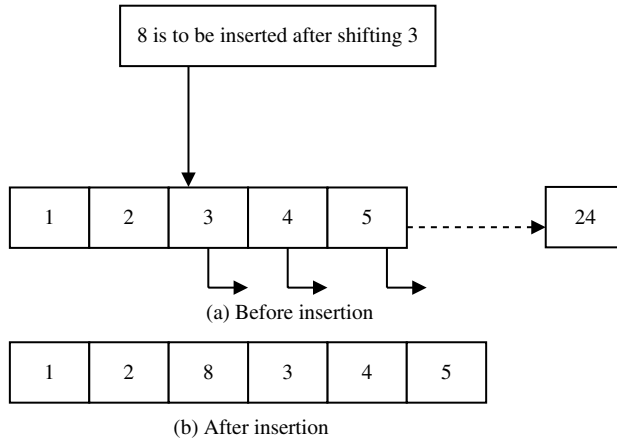 8 is to be inserted after shifting 3
1 2 3 4 5 24
(a) Before insertion
1 2 8 3 4 5
(b) After insertion